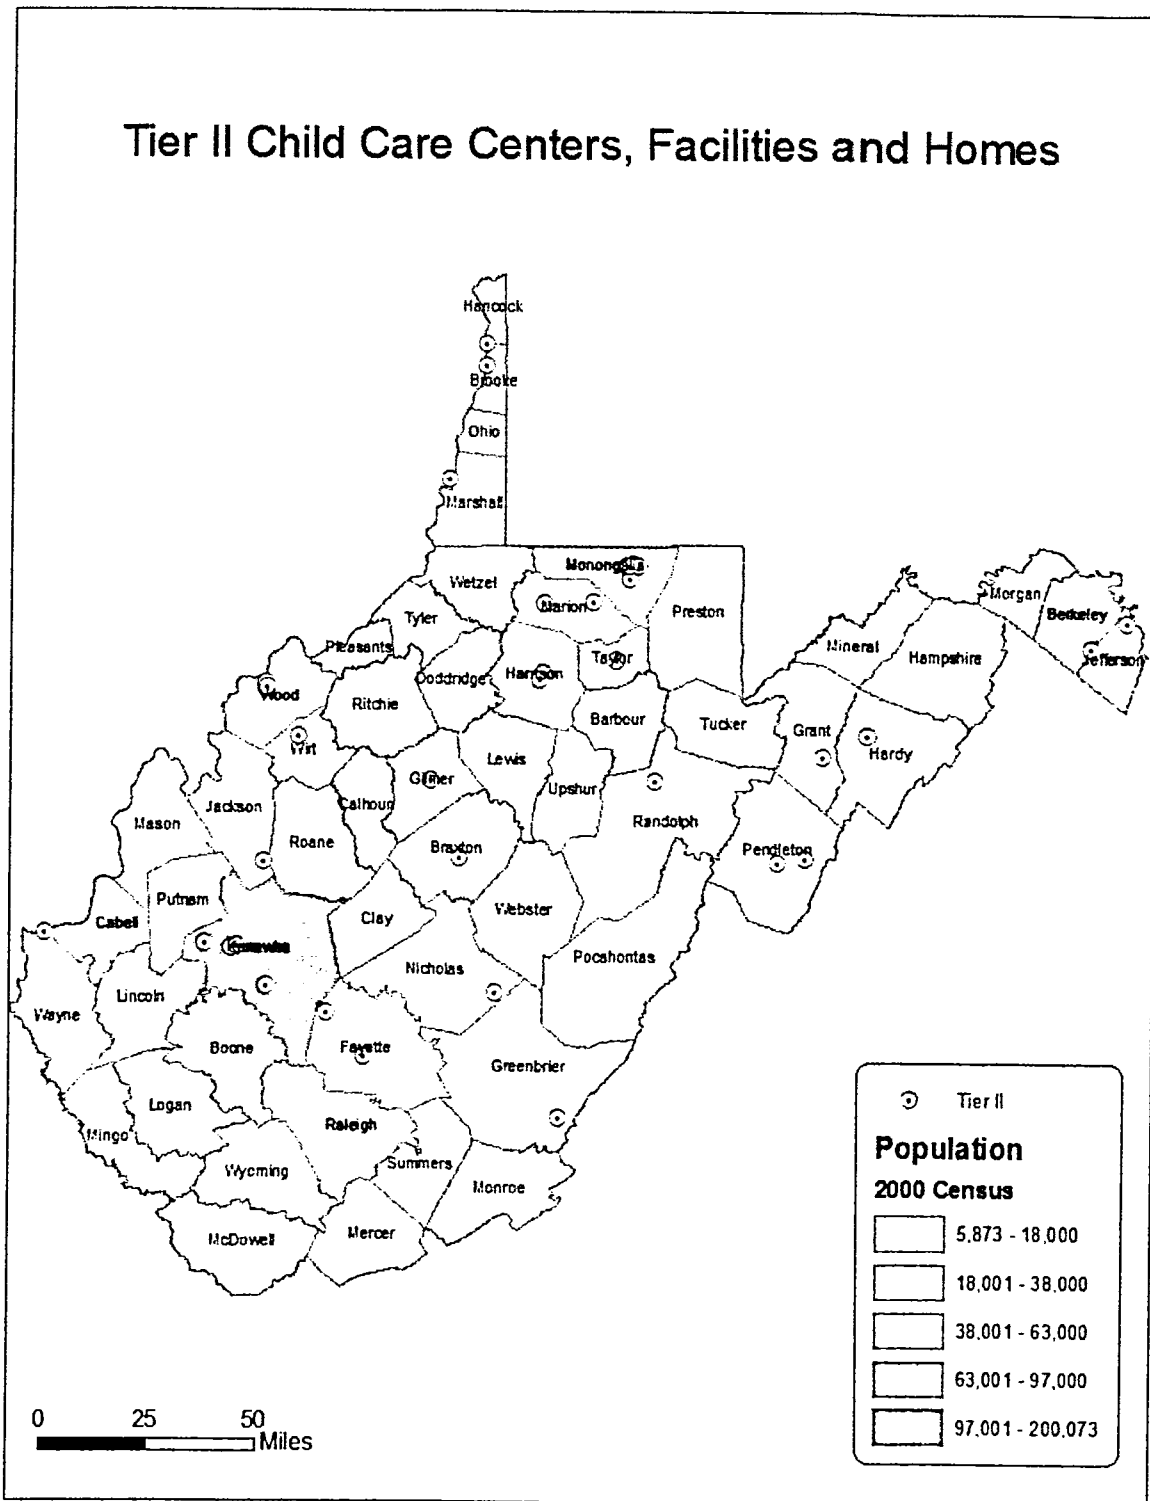 Tier II Child Care Centers, Facilities and Homes
Hancock
Brooke
Ohio
Marshall
Wetzel
Marion
Preston
Tyler
Pleasants
Doddridge
Harrison
Taylor
Morgan
Berkeley
Jefferson
Mineral
Hampshire
Wood
Ritchie
Wirt
Barbour
Tucker
Grant
Hardy
Lewis
Upshur
Gilmer
Calhoun
Jackson
Mason
Roane
Braxton
Randolph
Pendleton
Putnam
Cabell
Clay
Webster
Pocahontas
Nicholas
Lincoln
Wayne
Boone
Fayette
Greenbrier
Logan
Mingo
Raleigh
Wyoming
Summers
Monroe
McDowell
Mercer
Tier II
Population
2000 Census
5,873 - 18,000
18,001 - 38,000
38,001 - 63,000
63,001 - 97,000
97,001 - 200,073
0 25 50
Miles